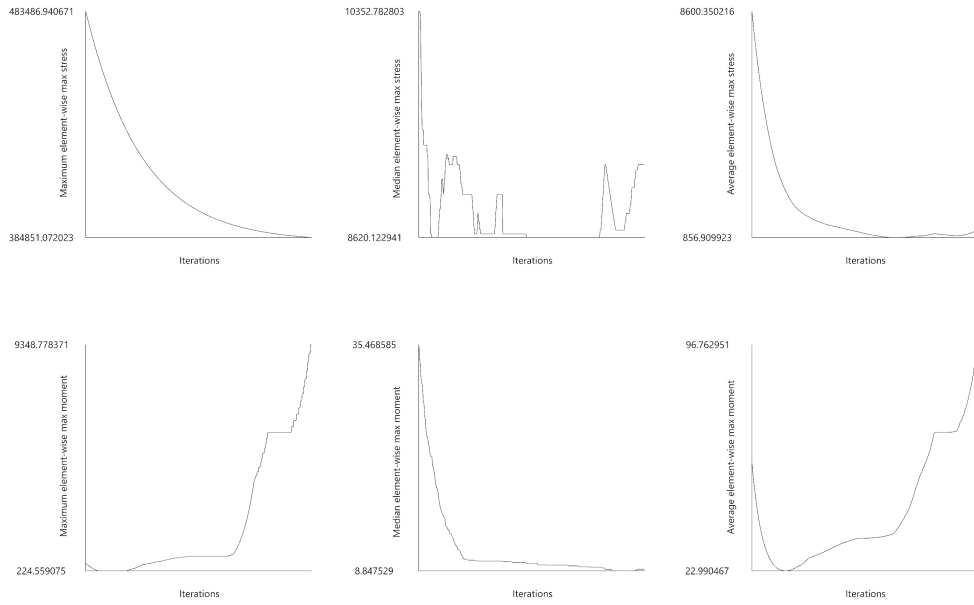 483486.940671
Maximum element-wise max stress
384851.072023
Iterations
10352.782803
Median element-wise max stress
8620.122941
Iterations
8600.350216
Average element-wise max stress
856.909923
Iterations
9348.778371
Maximum element-wise max moment
224.559075
Iterations
35.468585
Median element-wise max moment
8.847529
Iterations
96.762951
Average element-wise max moment
22.990467
Iterations